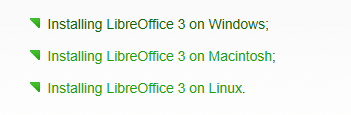 Installing LibreOffice 3 on Windows;
Installing LibreOffice 3 on Macintosh;
Installing LibreOffice 3 on Linux.